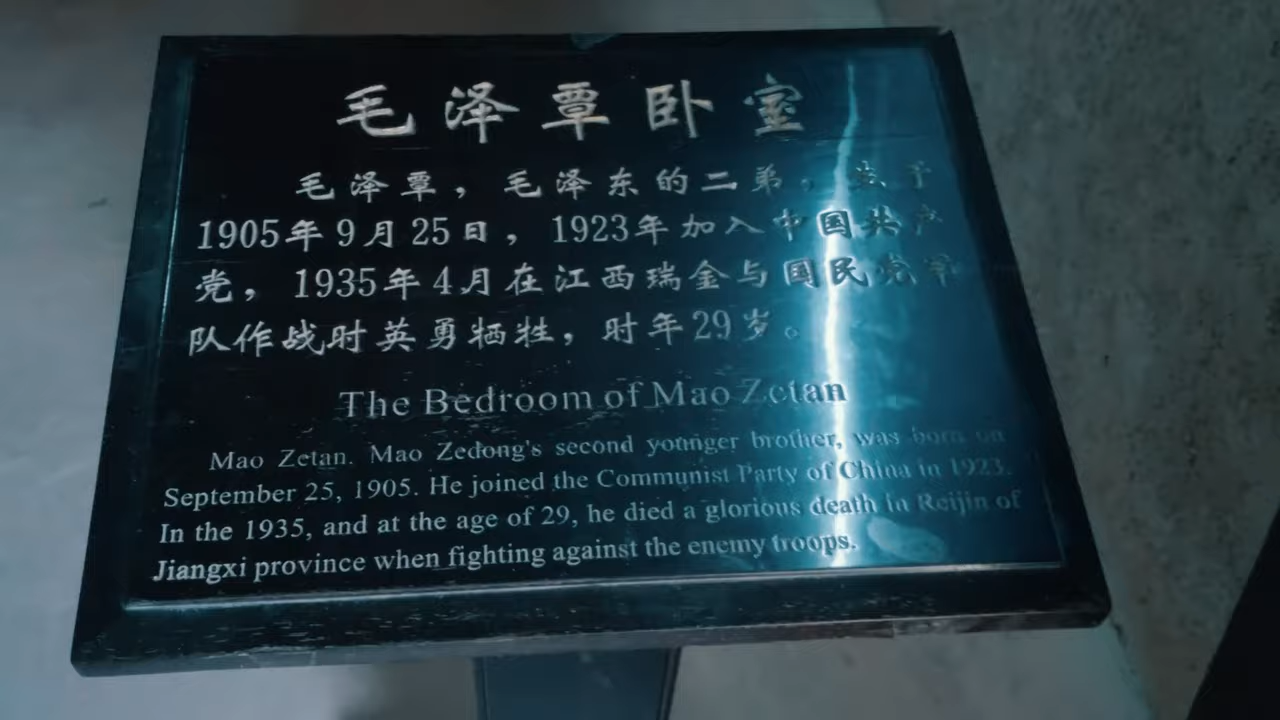 毛泽覃卧室
毛泽覃，毛泽东的二弟，生于
1905年9月25日，1923年加入中国共产
党，1935年4月在江西瑞金与国民党军
队作战时英勇牺牲，时年29岁。
The Bedroom of Mao Zetan
Mao Zetan. Mao Zedong's second younger brother, was born on
September 25, 1905. He joined the Communist Party of China in 1923.
In the 1935, and at the age of 29, he died a glorious death in Reijin of
Jiangxi province when fighting against the enemy troops.